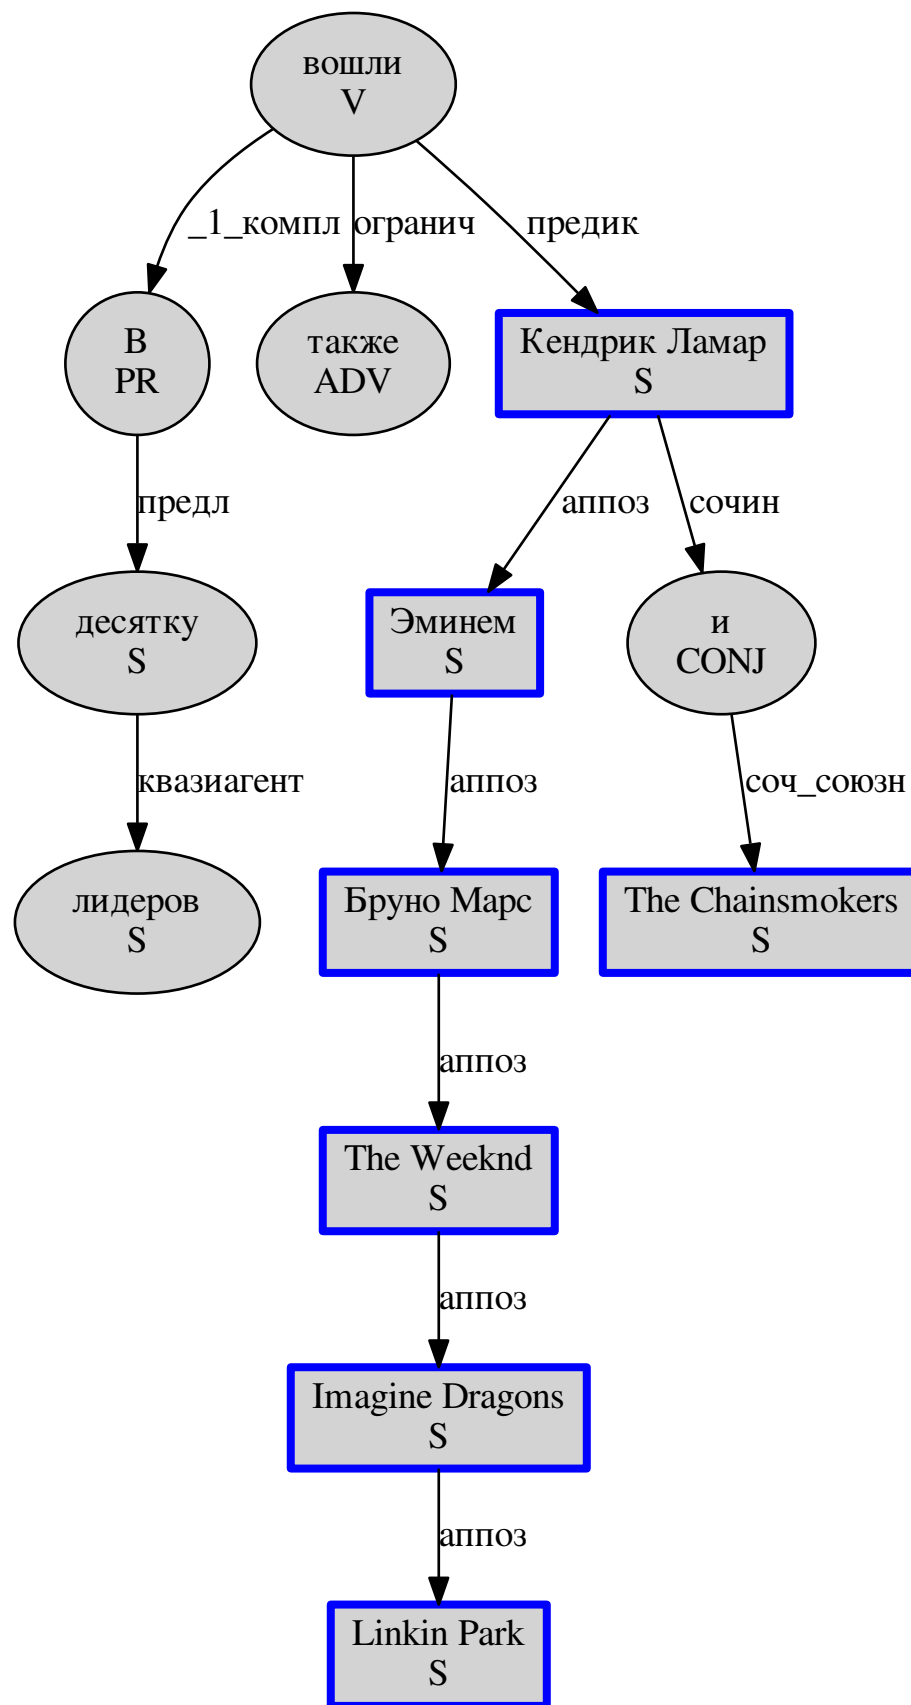 вошли
V
_1_компл
огранич
предик
В
PR
также
ADV
Кендрик Ламар
S
предл
аппоз
сочин
десятку
S
Эминем
S
и
CONJ
квазиагент
аппоз
соч_союзн
лидеров
S
Бруно Марс
S
The Chainsmokers
S
аппоз
The Weeknd
S
аппоз
Imagine Dragons
S
аппоз
Linkin Park
S